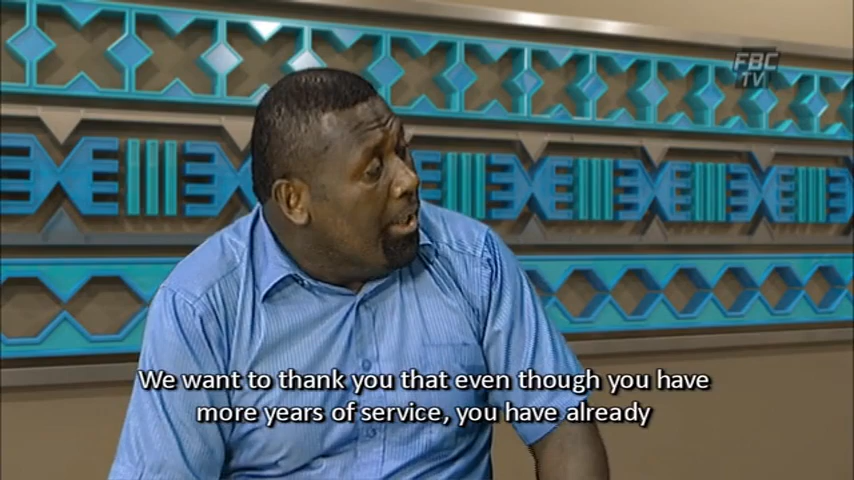 FBC
TV
We want to thank you that even though you have
more years of service, you have already